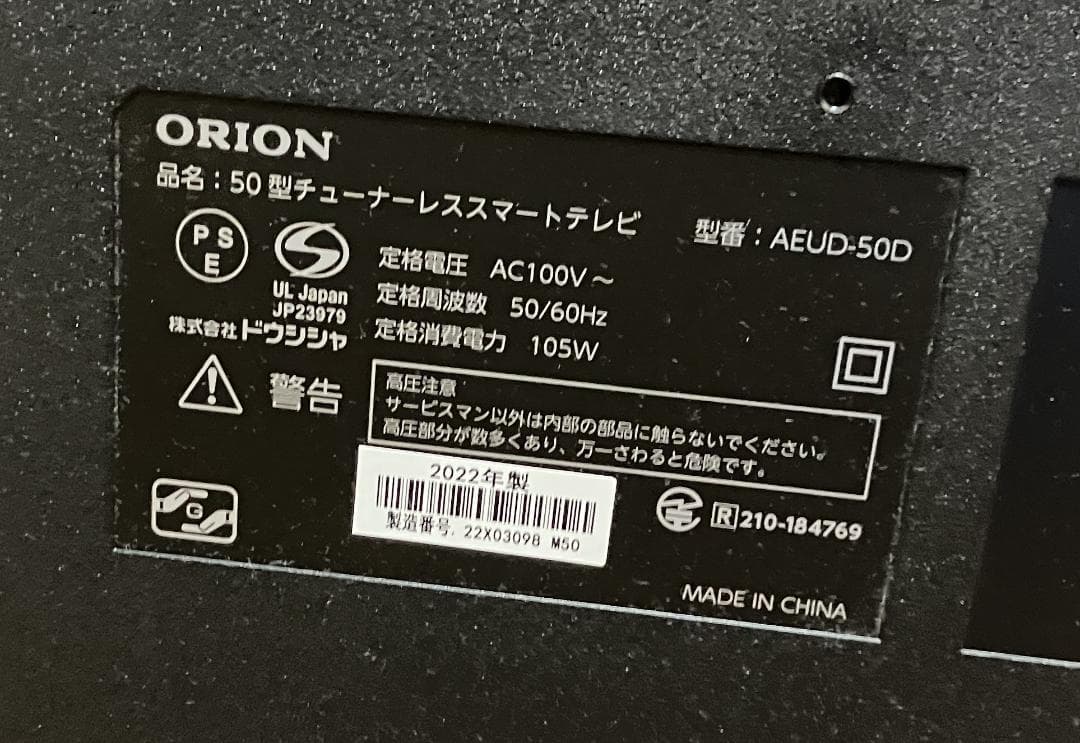 ORION
品名:50型チューナーレススマートテレビ 型番:AEUD-50D
PS
E
UL Japan
JP23979
株式会社ドウシシャ
定格電圧 AC100V～
定格周波数 50/60Hz
定格消費電力 105W
警告
高圧注意
サービスマン以外は内部の部品に触らないでください。
高圧部分が数多くあり、万一さわると危険です。
2022年製
製造番号. 22X03098 M50
G
R 210-184769
MADE IN CHINA